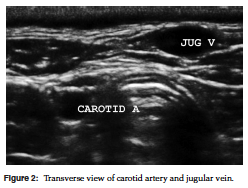 JUG V
CAROTID A
Figure 2: Transverse view of carotid artery and jugular vein.